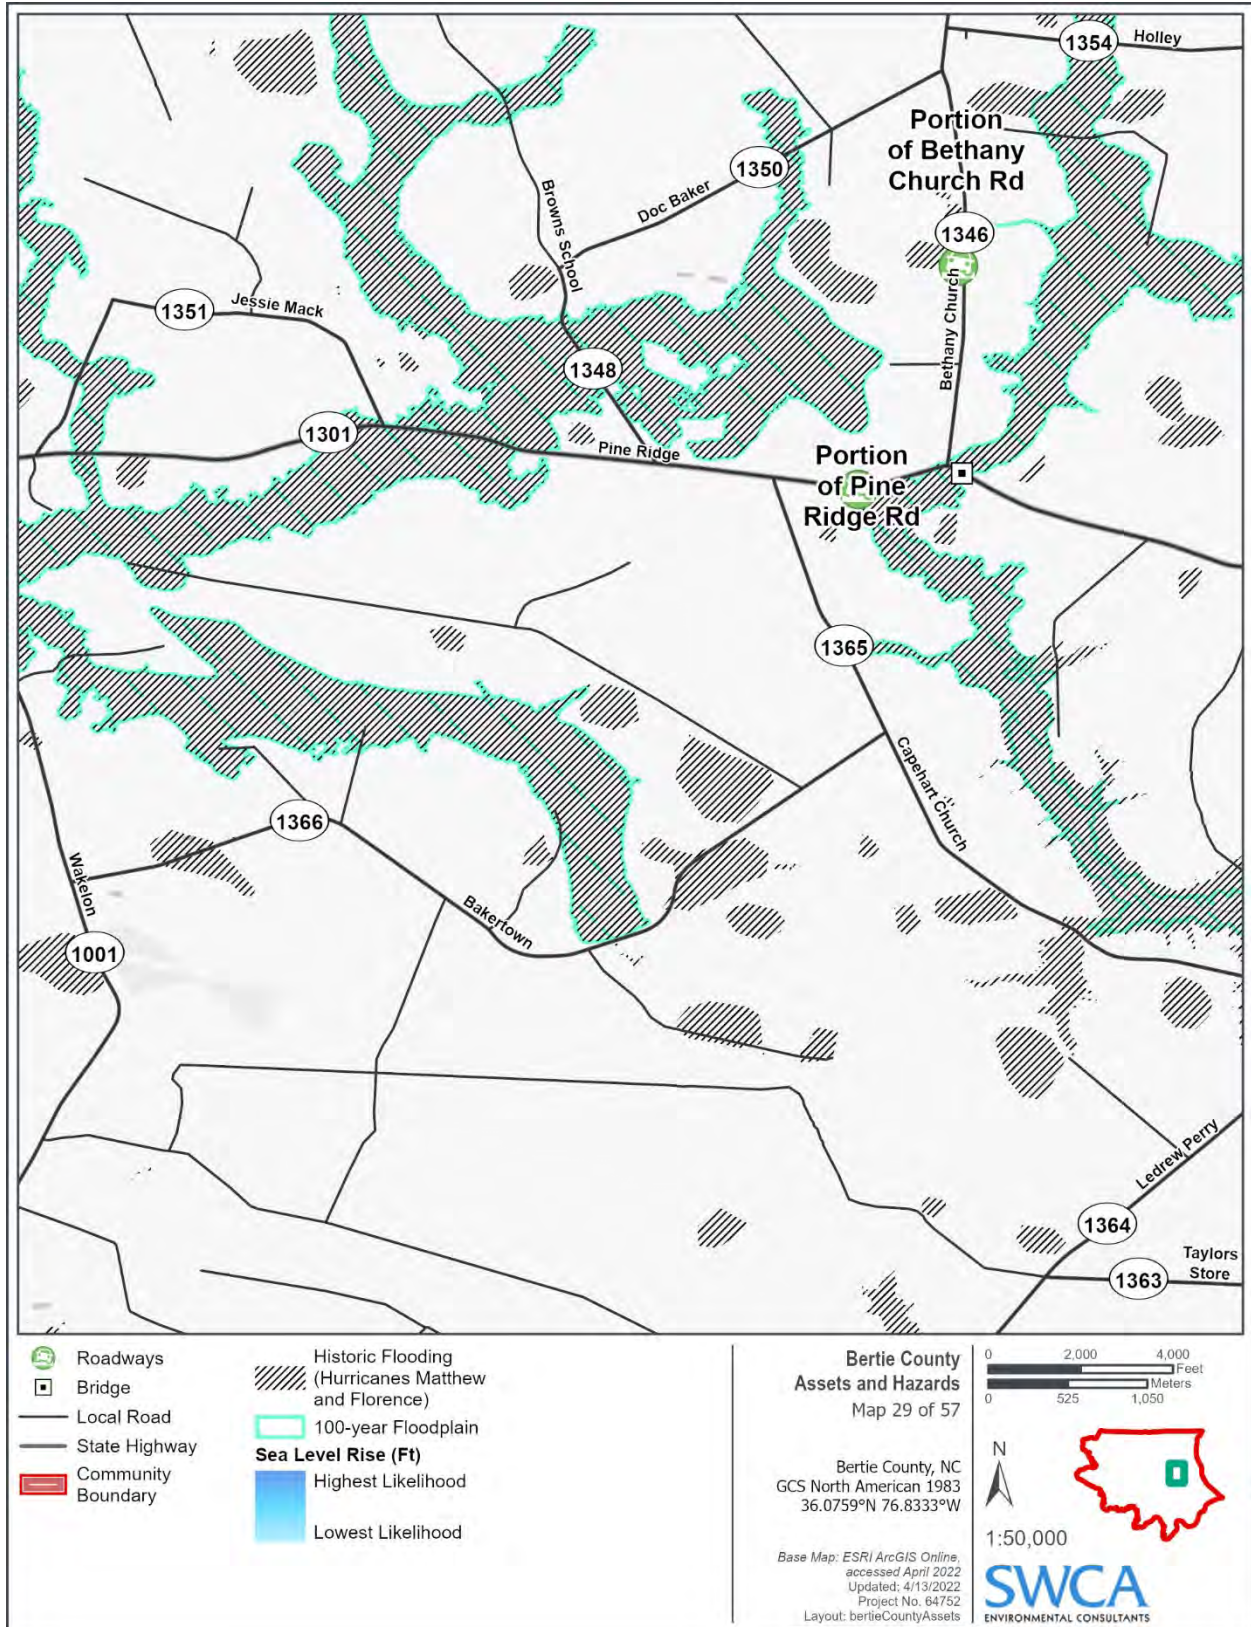 1354
Holley
Portion
of Bethany
Church Rd
1350
Doc Baker
Browns School
1346
Bethany Church
1351
Jessie Mack
1348
1301
Pine Ridge
Portion
of Pine
Ridge Rd
1365
Capehart Church
1366
Wakelon
Bakertown
1001
Ledrew Perry
1364
Taylors
Store
1363
Roadways
Bridge
Local Road
State Highway
Community
Boundary
Historic Flooding
(Hurricanes Matthew
and Florence)
100-year Floodplain
Sea Level Rise (Ft)
Highest Likelihood
Lowest Likelihood
Bertie County
Assets and Hazards
Map 29 of 57
Bertie County, NC
GCS North American 1983
36.0759°N 76.8333°W
Base Map: ESRI ArcGIS Online,
accessed April 2022
Updated: 4/13/2022
Project No. 64752
Layout: bertieCountyAssets
0 2,000 4,000
Feet
Meters
0 525 1,050
N
1:50,000
SWCA
ENVIRONMENTAL CONSULTANTS